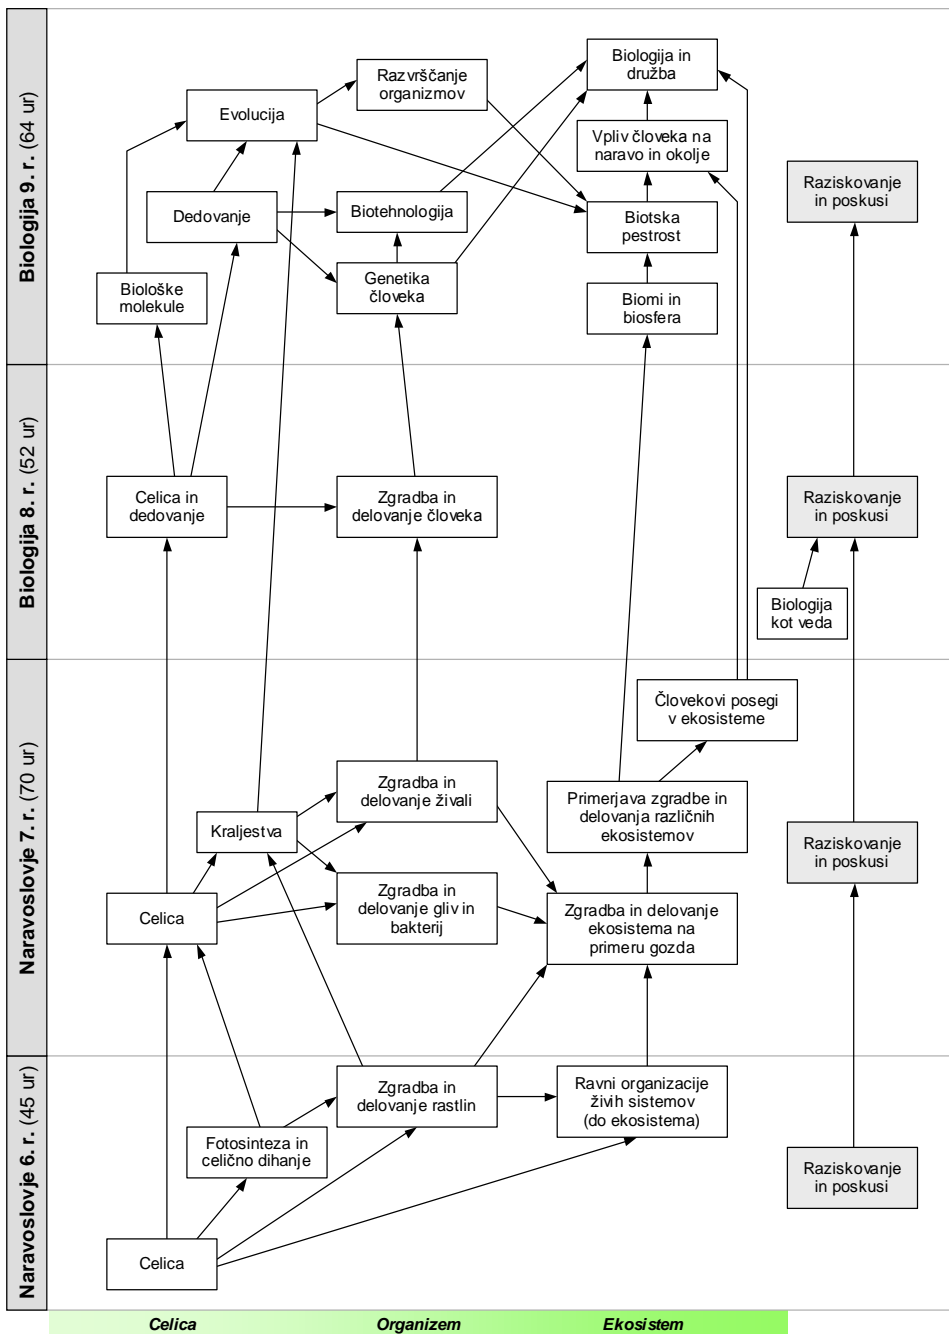 Biologija 9. r. (64 ur)
Biologija in
družba
Razvrščanje
organizmov
Evolucija
Vpliv človeka na
naravo in okolje
Raziskovanje
in poskusi
Dedovanje
Biotehnologija
Biotska
pestrost
Genetika
človeka
Biološke
molekule
Biomi in
biosfera
Biologija 8. r. (52 ur)
Celica in
dedovanje
Zgradba in
delovanje človeka
Raziskovanje
in poskusi
Biologija
kot veda
Naravoslovje 7. r. (70 ur)
Človekovi posegi
v ekosisteme
Zgradba in
delovanje živali
Primerjava zgradbe in
delovanja različnih
ekosistemov
Kraljestva
Raziskovanje
in poskusi
Celica
Zgradba in
delovanje gliv in
bakterij
Zgradba in delovanje
ekosistema na
primeru gozda
Naravoslovje 6. r. (45 ur)
Zgradba in
delovanje rastlin
Ravni organizacije
živih sistemov
(do ekosistema)
Fotosinteza in
celično dihanje
Raziskovanje
in poskusi
Celica
Celica
Organizem
Ekosistem